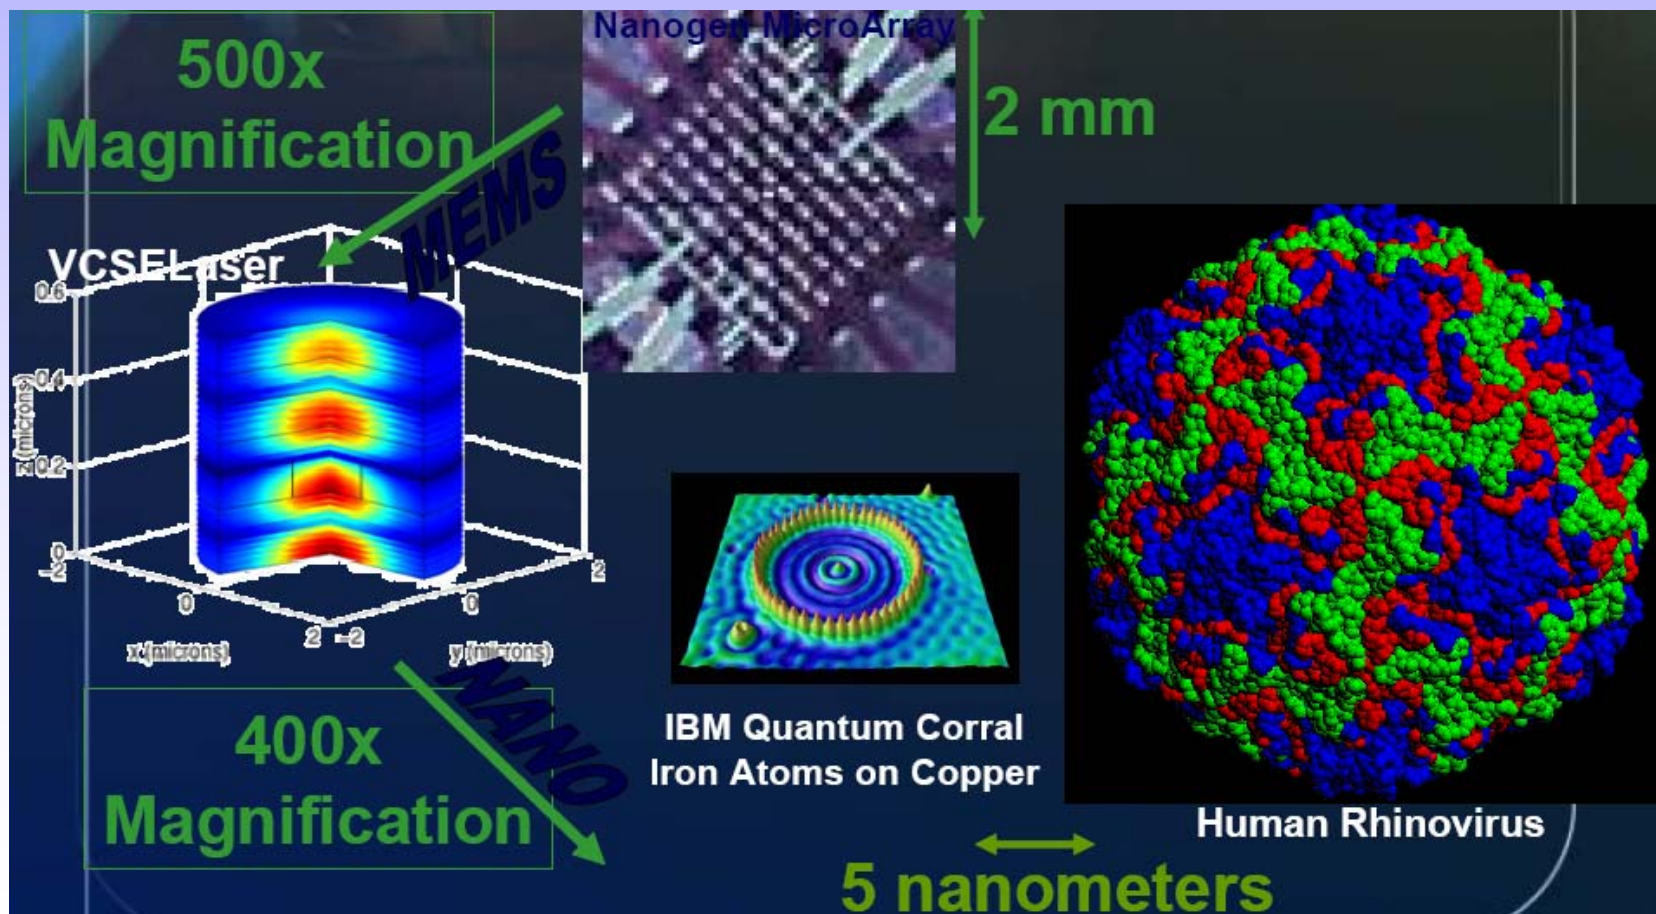 Nanogen MicroArray
500x
Magnification
2 mm
MEMS
VCSELaser
0.6
0.4
0.2
0
z (microns)
-2
0
2
x (microns)
-2
0
2
y (microns)
NANO
400x
Magnification
IBM Quantum Corral
Iron Atoms on Copper
Human Rhinovirus
5 nanometers